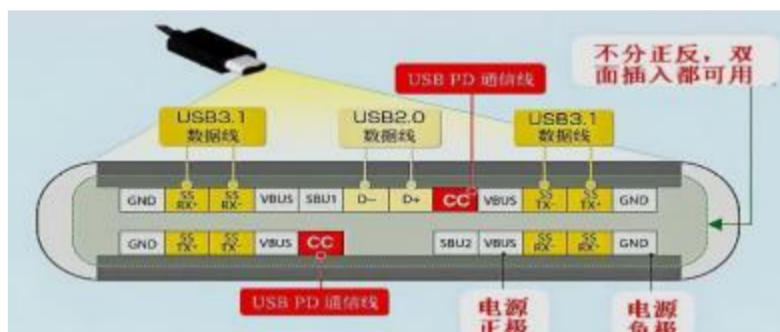 不分正反，双
面插入都可用
USB PD 通信线
USB3.1
数据线
USB2.0
数据线
USB3.1
数据线
GND SS RX+ SS RX- VBUS SBU1 D- D+ CC VBUS SS TX- SS TX+ GND
GND SS TX+ SS TX- VBUS CC SBU2 VBUS SS RX- SS RX+ GND
USB PD 通信线
电源
正极
电源
负极